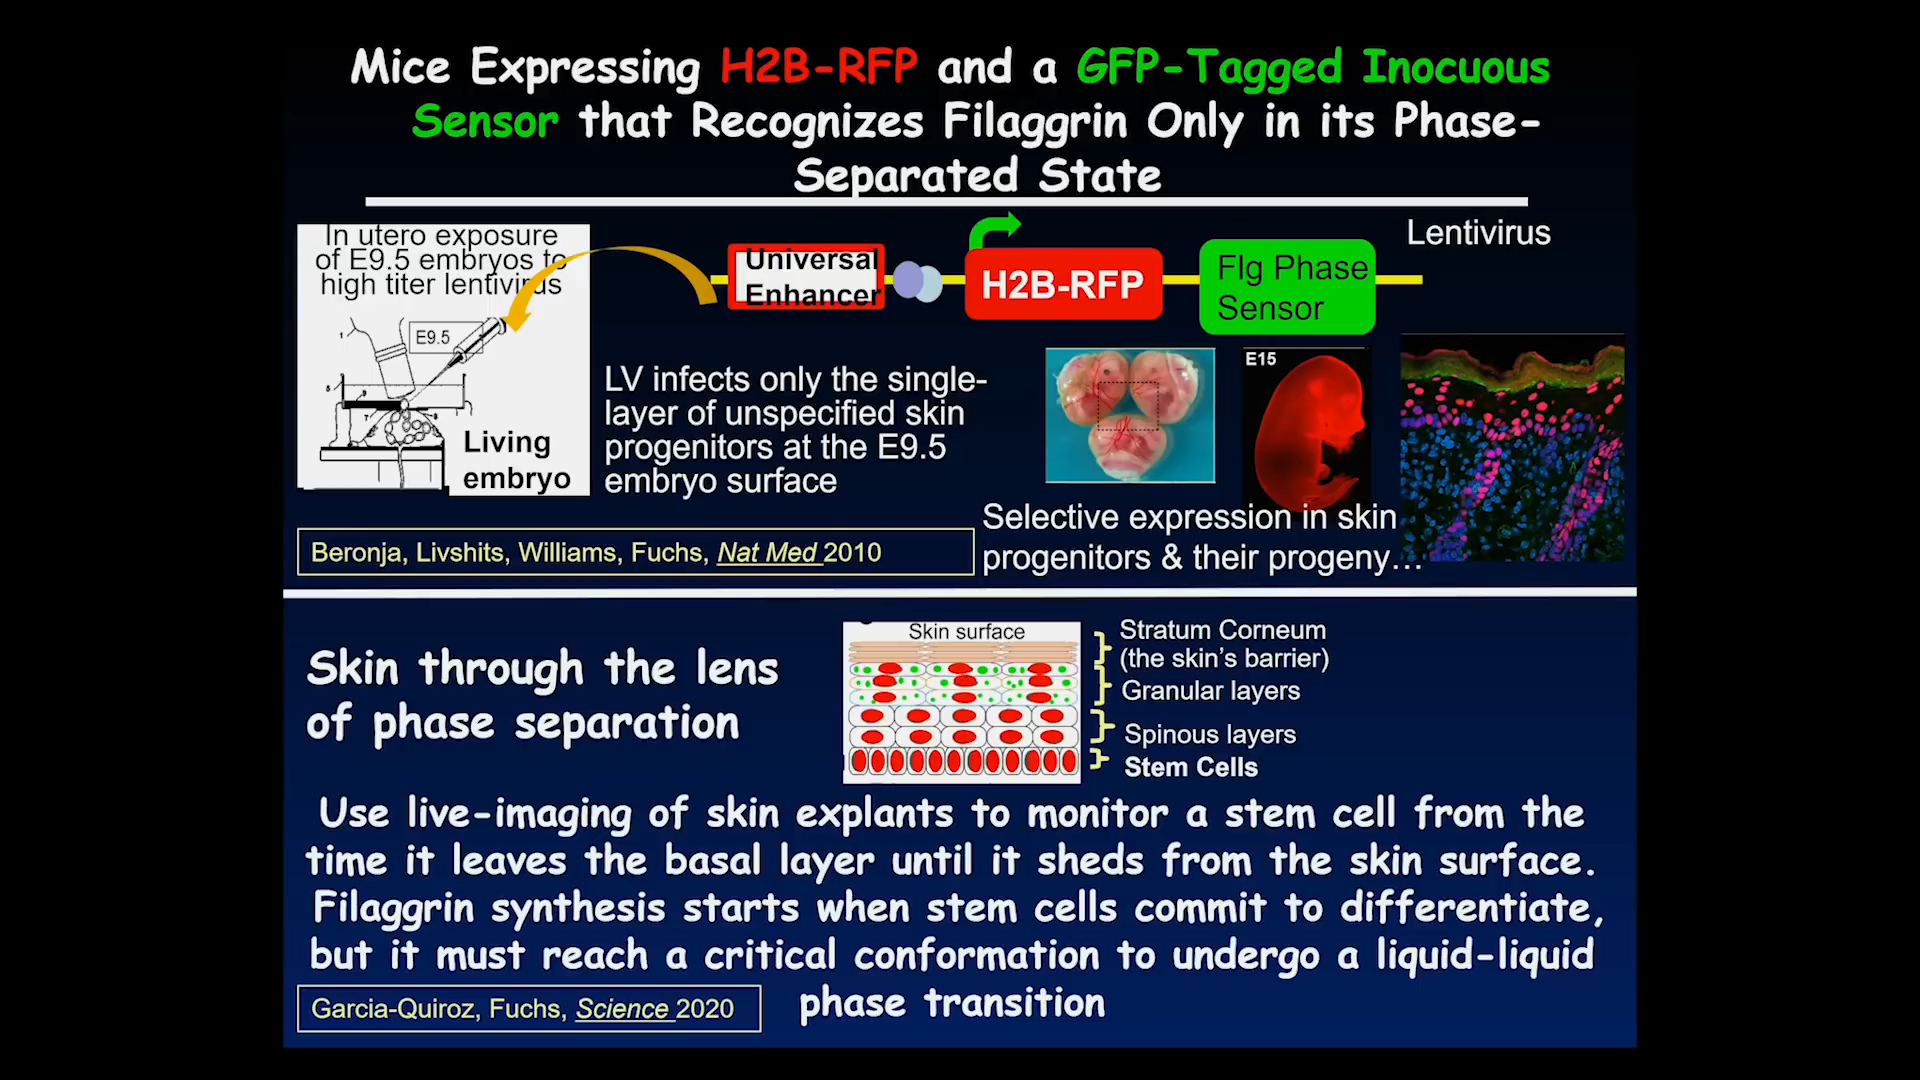 Mice Expressing H2B-RFP and a GFP-Tagged Inocuous
Sensor that Recognizes Filaggrin Only in its Phase-
Separated State
In utero exposure
of E9.5 embryos to
high titer lentivirus
E9.5
Living
embryo
Universal
Enhancer
H2B-RFP
Flg Phase
Sensor
Lentivirus
LV infects only the single-
layer of unspecified skin
progenitors at the E9.5
embryo surface
E15
Selective expression in skin
progenitors & their progeny...
Beronja, Livshits, Williams, Fuchs, Nat Med 2010
Skin through the lens
of phase separation
Skin surface
Stratum Corneum
(the skin's barrier)
Granular layers
Spinous layers
Stem Cells
Use live-imaging of skin explants to monitor a stem cell from the
time it leaves the basal layer until it sheds from the skin surface.
Filaggrin synthesis starts when stem cells commit to differentiate,
but it must reach a critical conformation to undergo a liquid-liquid
phase transition
Garcia-Quiroz, Fuchs, Science 2020